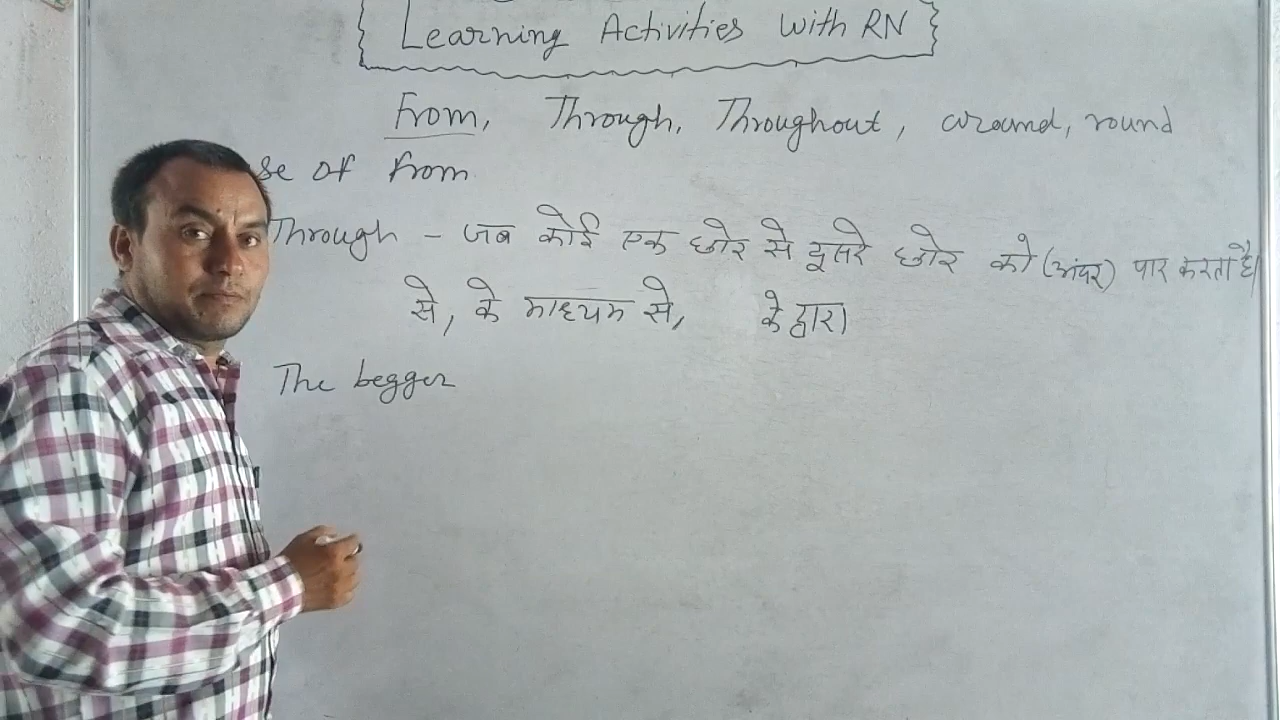 Learning Activities With RN
From, Through, Throughout, around, round
se of from
Through - जब कोई एक छोर से दूसरे छोर को (अंदर) पार करता है।
से, के माध्यम से, के द्वारा
The begger